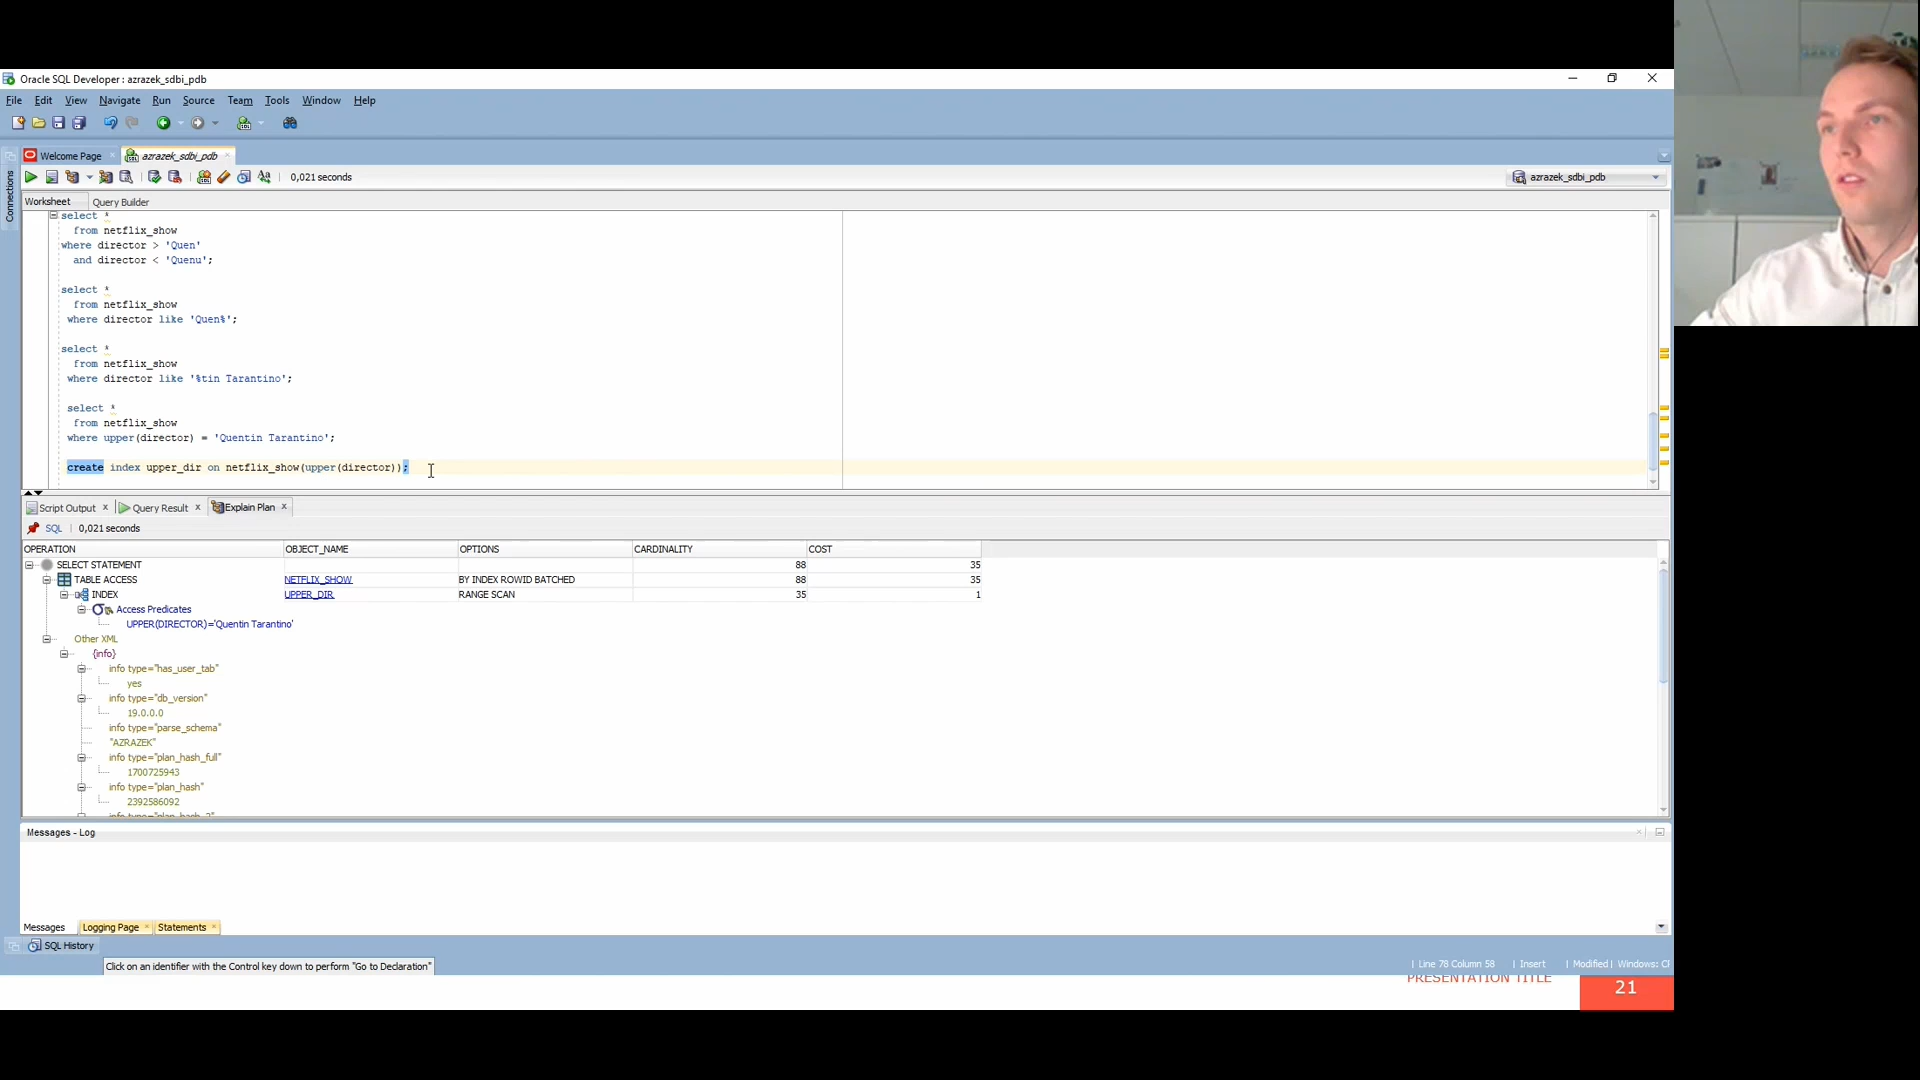 Oracle SQL Developer : azrazek_sdbi_pdb
File Edit View Navigate Run Source Team Tools Window Help
Welcome Page azrazek_sdbi_pdb
0,021 seconds
azrazek_sdbi_pdb
Connections
Worksheet Query Builder
select *
from netflix_show
where director > 'Quen'
and director < 'Quenu';
select *
from netflix_show
where director like 'Quen%';
select *
from netflix_show
where director like '%tin Tarantino';
select *
from netflix_show
where upper(director) = 'Quentin Tarantino';
create index upper_dir on netflix_show(upper(director));
Script Output Query Result Explain Plan
SQL 0,021 seconds
OPERATION OBJECT_NAME OPTIONS CARDINALITY COST
SELECT STATEMENT 88 35
TABLE ACCESS NETFLIX_SHOW BY INDEX ROWID BATCHED 88 35
INDEX UPPER_DIR RANGE SCAN 35 1
Access Predicates
UPPER(DIRECTOR)='Quentin Tarantino'
Other XML
{info}
info type="has_user_tab"
yes
info type="db_version"
19.0.0.0
info type="parse_schema"
"AZRAZEK"
info type="plan_hash_full"
1700725943
info type="plan_hash"
2392586092
info type="plan_hash_2"
Messages - Log
Messages Logging Page Statements
SQL History
Click on an identifier with the Control key down to perform "Go to Declaration"
| Line 78 Column 58 | Insert | Modified | Windows: Cl
PRESENTATION TITLE
21